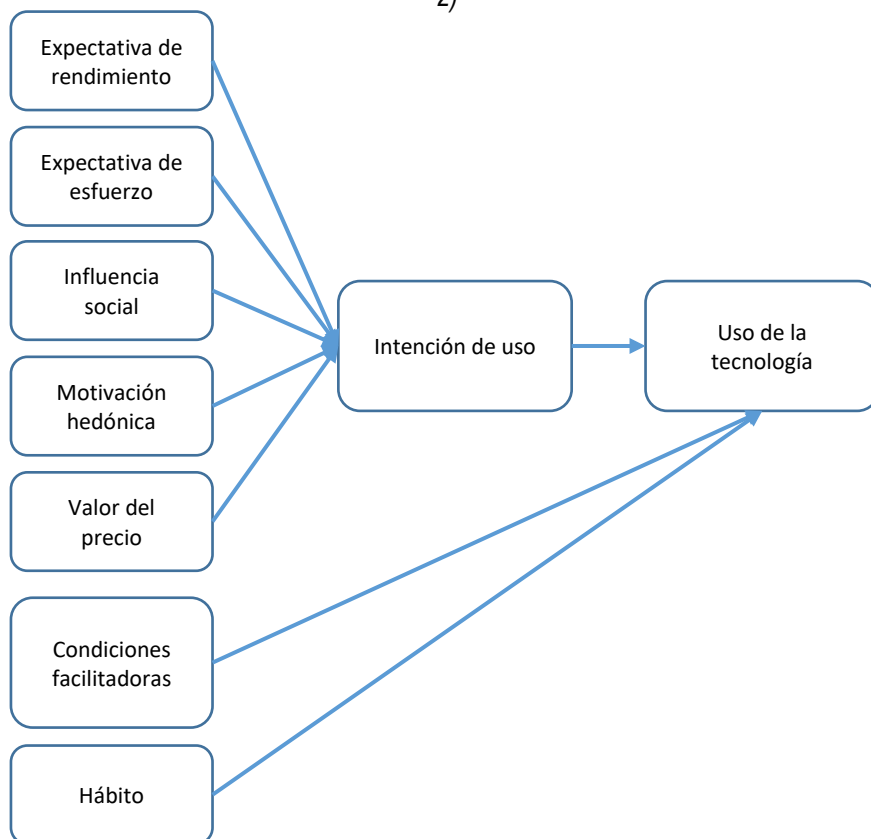 2)
Expectativa de
rendimiento
Expectativa de
esfuerzo
Influencia
social
Motivación
hedónica
Valor del
precio
Condiciones
facilitadoras
Hábito
Intención de uso
Uso de la
tecnología